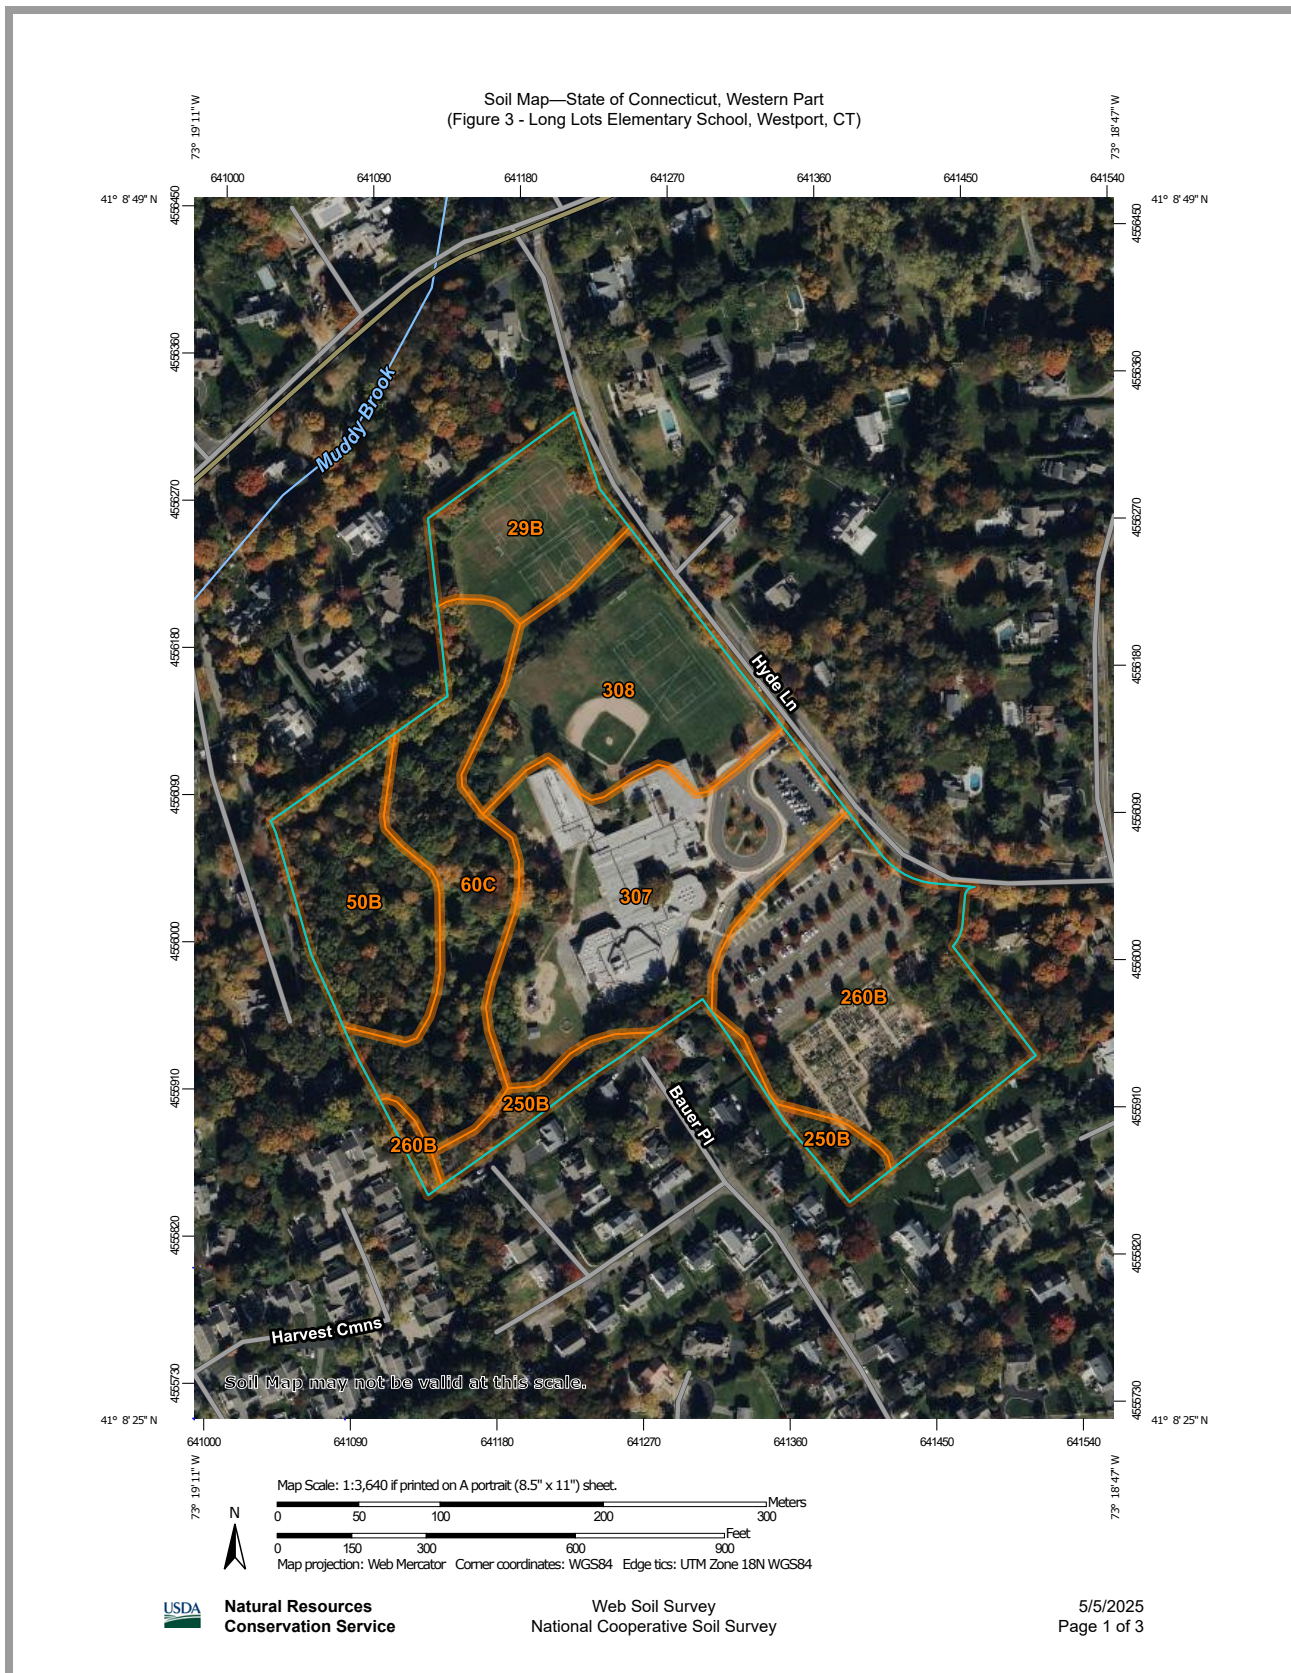 Soil Map—State of Connecticut, Western Part
(Figure 3 - Long Lots Elementary School, Westport, CT)
73° 19' 11" W
73° 18' 47" W
641000 641090 641180 641270 641360 641450 641540
41° 8' 49" N
41° 8' 49" N
4556450
4556450
4556360
4556360
Muddy Brook
4556270
4556270
29B
4556180
4556180
Hyde Ln
308
4556090
4556090
60C
307
50B
4556000
4556000
260B
4555910
4555910
250B
Bauer Pl
250B
260B
4555820
4555820
Harvest Cmns
Soil Map may not be valid at this scale.
4555730
4555730
41° 8' 25" N
41° 8' 25" N
641000 641090 641180 641270 641360 641450 641540
73° 19' 11" W
73° 18' 47" W
Map Scale: 1:3,640 if printed on A portrait (8.5" x 11") sheet.
Meters
0 50 100 200 300
Feet
0 150 300 600 900
N
Map projection: Web Mercator Corner coordinates: WGS84 Edge tics: UTM Zone 18N WGS84
USDA
Natural Resources
Conservation Service
Web Soil Survey
National Cooperative Soil Survey
5/5/2025
Page 1 of 3